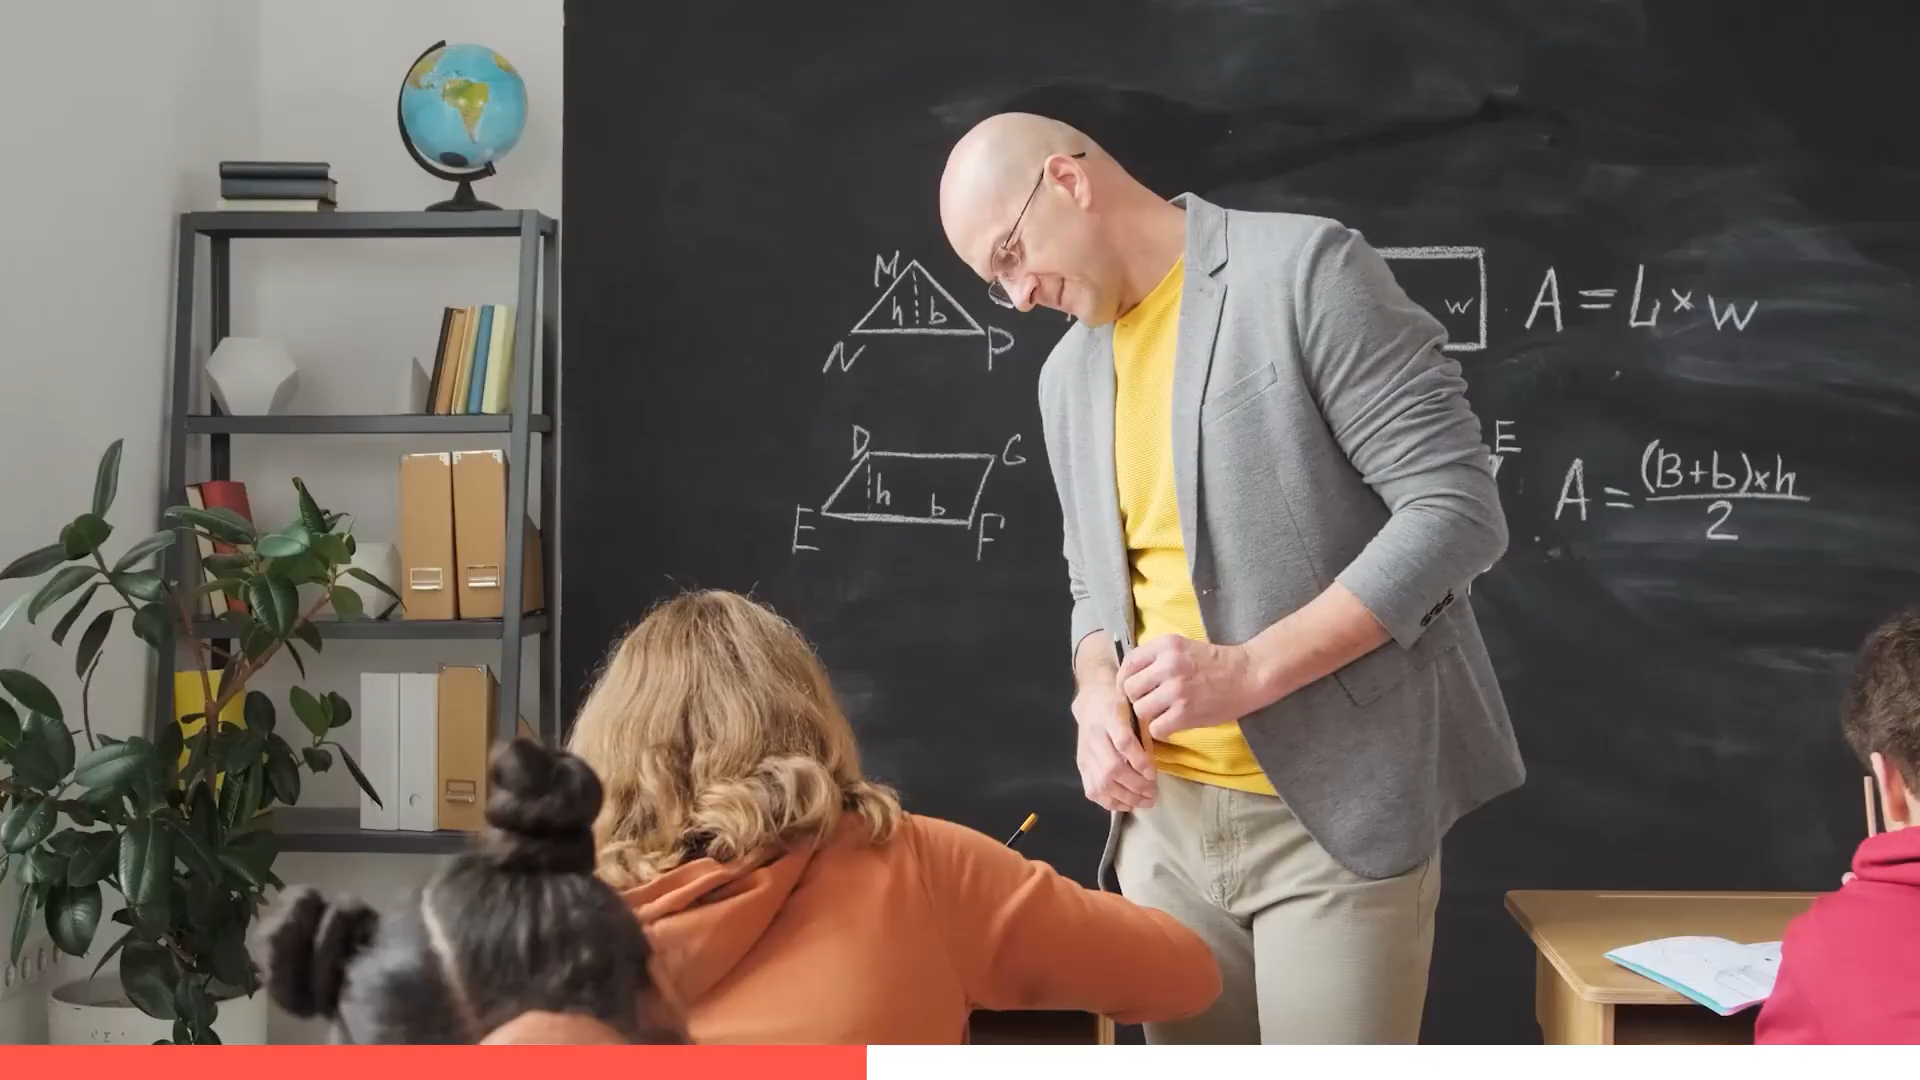 M
h b
N P
w
A = L × w
D G
h b
E F
E
A = (B+b)×h
2